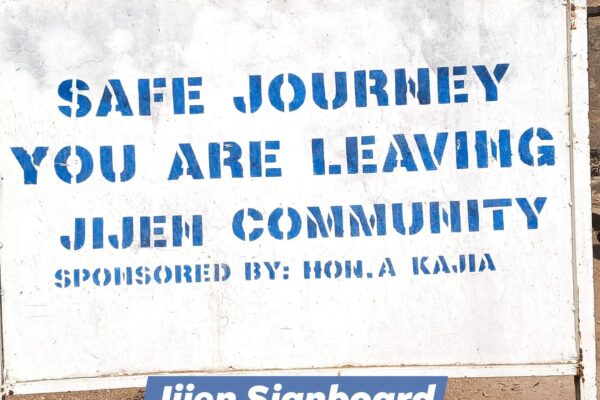 SAFE JOURNEY
YOU ARE LEAVING
JIJEN COMMUNITY
SPONSORED BY: HON. A KAJIA
Jijen Signboard